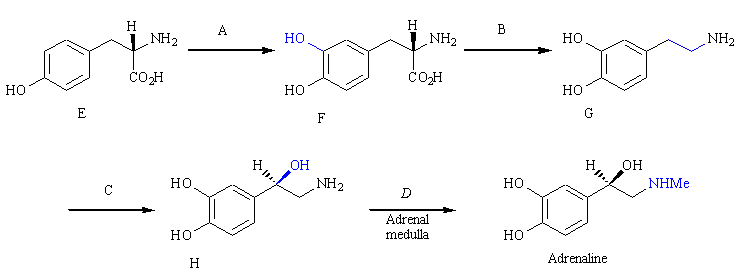 H NH₂ CO₂H HO E
A
HO HO H NH₂ CO₂H F
B
HO HO NH₂ G
C
HO HO H OH NH₂ H
D
Adrenal
medulla
HO HO H OH NHMe
Adrenaline